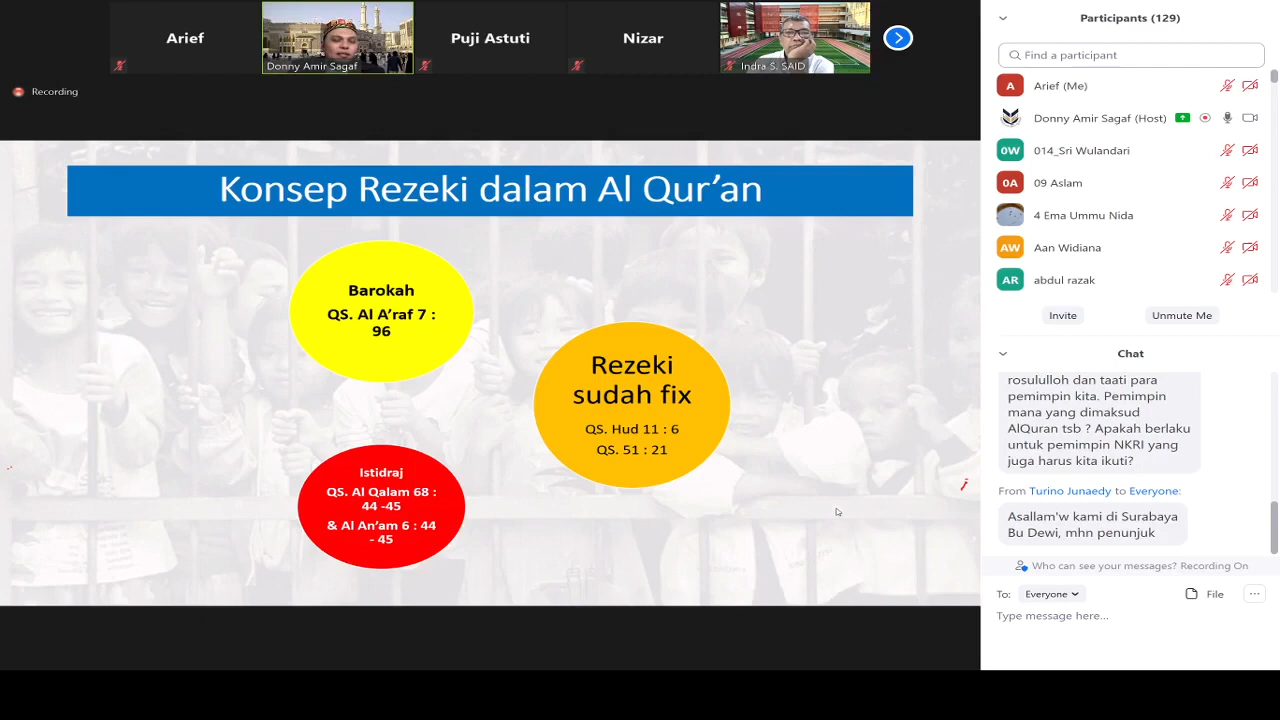 Arief
Donny Amir Sagaf
Puji Astuti
Nizar
Indra S. SAID
Recording
Konsep Rezeki dalam Al Qur’an
Barokah
QS. Al A’raf 7 :
96
Rezeki
sudah fix
QS. Hud 11 : 6
QS. 51 : 21
Istidraj
QS. Al Qalam 68 :
44 -45
& Al An’am 6 : 44
- 45
Participants (129)
Find a participant
A
Arief (Me)
Donny Amir Sagaf (Host)
0W
014_Sri Wulandari
0A
09 Aslam
4 Ema Ummu Nida
AW
Aan Widiana
AR
abdul razak
Invite
Unmute Me
Chat
rosululloh dan taati para
pemimpin kita. Pemimpin
mana yang dimaksud
AlQuran tsb ? Apakah berlaku
untuk pemimpin NKRI yang
juga harus kita ikuti?
From Turino Junaedy to Everyone:
Asallam'w kami di Surabaya
Bu Dewi, mhn penunjuk
Who can see your messages? Recording On
To:
Everyone
File
Type message here...